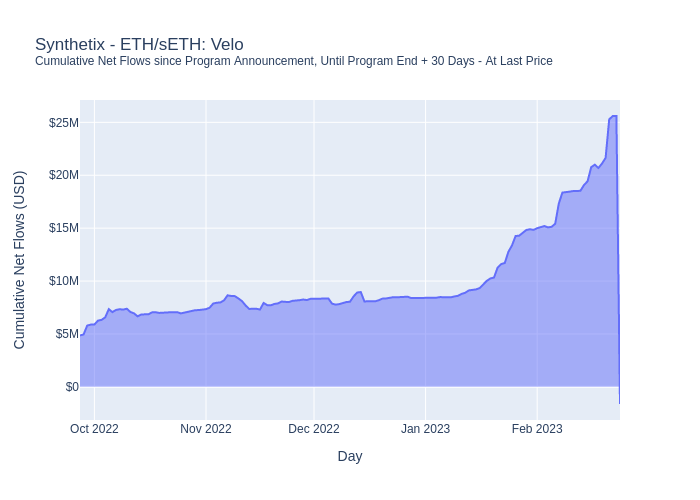 Synthetix - ETH/sETH: Velo
Cumulative Net Flows since Program Announcement, Until Program End + 30 Days - At Last Price
Cumulative Net Flows (USD)
$25M
$20M
$15M
$10M
$5M
$0
Oct 2022
Nov 2022
Dec 2022
Jan 2023
Feb 2023
Day